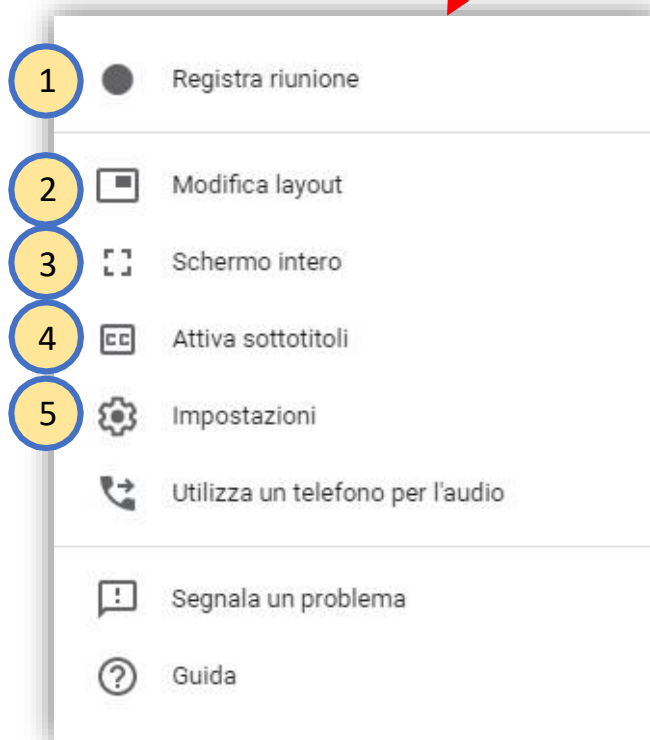 1 Registra riunione
2 Modifica layout
3 Schermo intero
4 CC Attiva sottotitoli
5 Impostazioni
Utilizza un telefono per l'audio
Segnala un problema
Guida